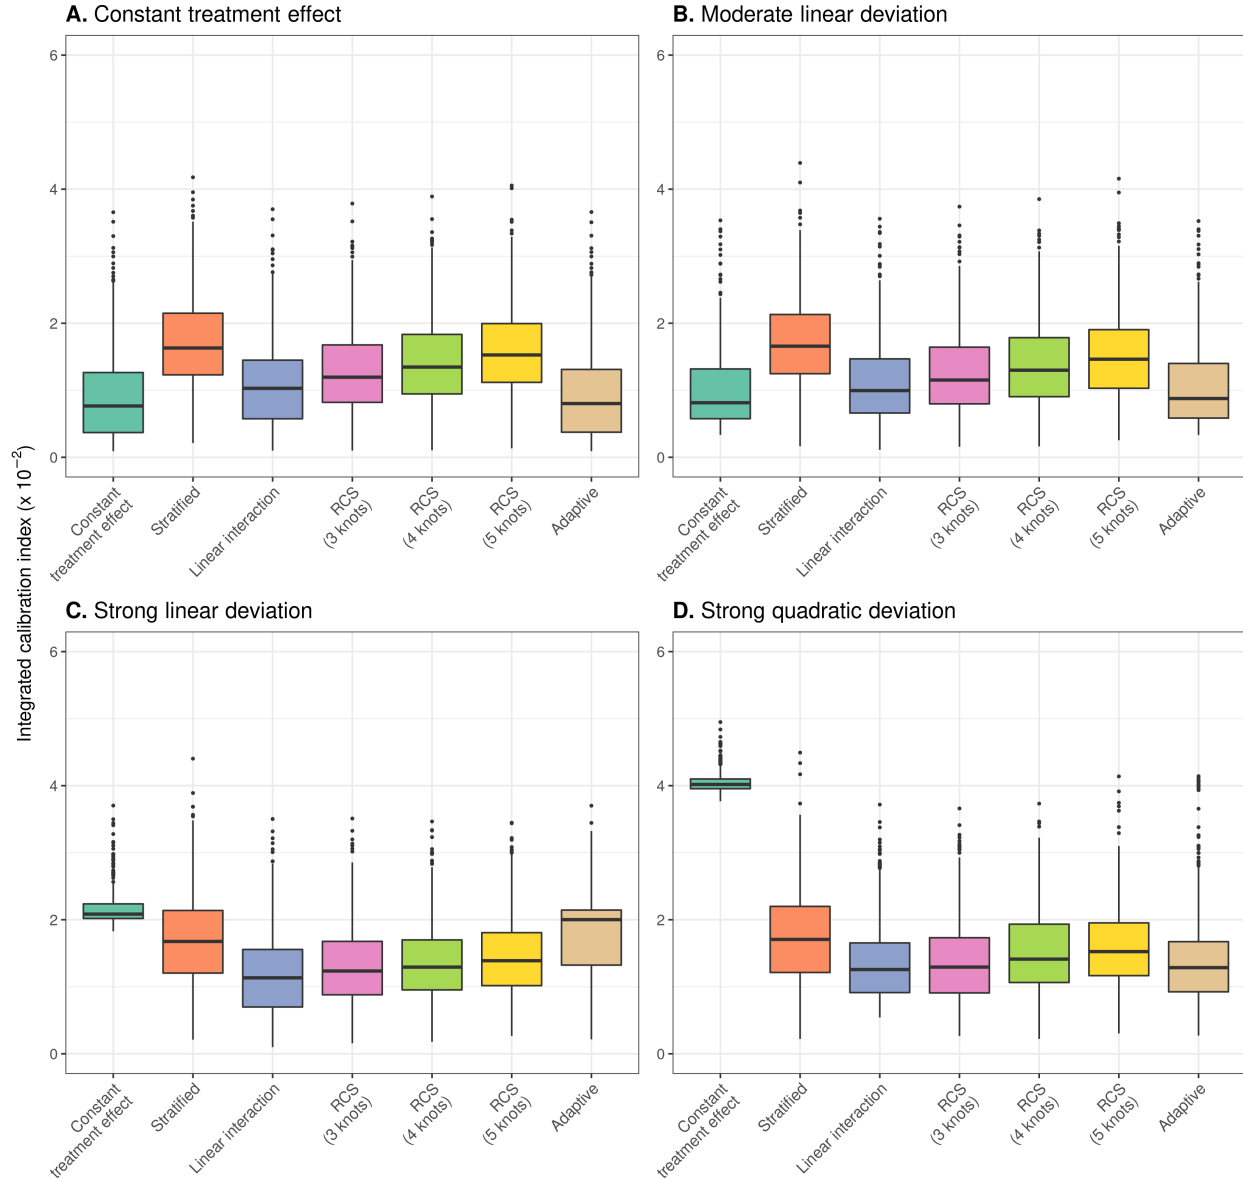 A. Constant treatment effect
B. Moderate linear deviation
Integrated calibration index (x 10⁻²)
6
4
2
0
Constant
treatment effect
Stratified
Linear interaction
RCS
(3 knots)
RCS
(4 knots)
RCS
(5 knots)
Adaptive
6
4
2
0
Constant
treatment effect
Stratified
Linear interaction
RCS
(3 knots)
RCS
(4 knots)
RCS
(5 knots)
Adaptive
C. Strong linear deviation
D. Strong quadratic deviation
6
4
2
0
Constant
treatment effect
Stratified
Linear interaction
RCS
(3 knots)
RCS
(4 knots)
RCS
(5 knots)
Adaptive
6
4
2
0
Constant
treatment effect
Stratified
Linear interaction
RCS
(3 knots)
RCS
(4 knots)
RCS
(5 knots)
Adaptive